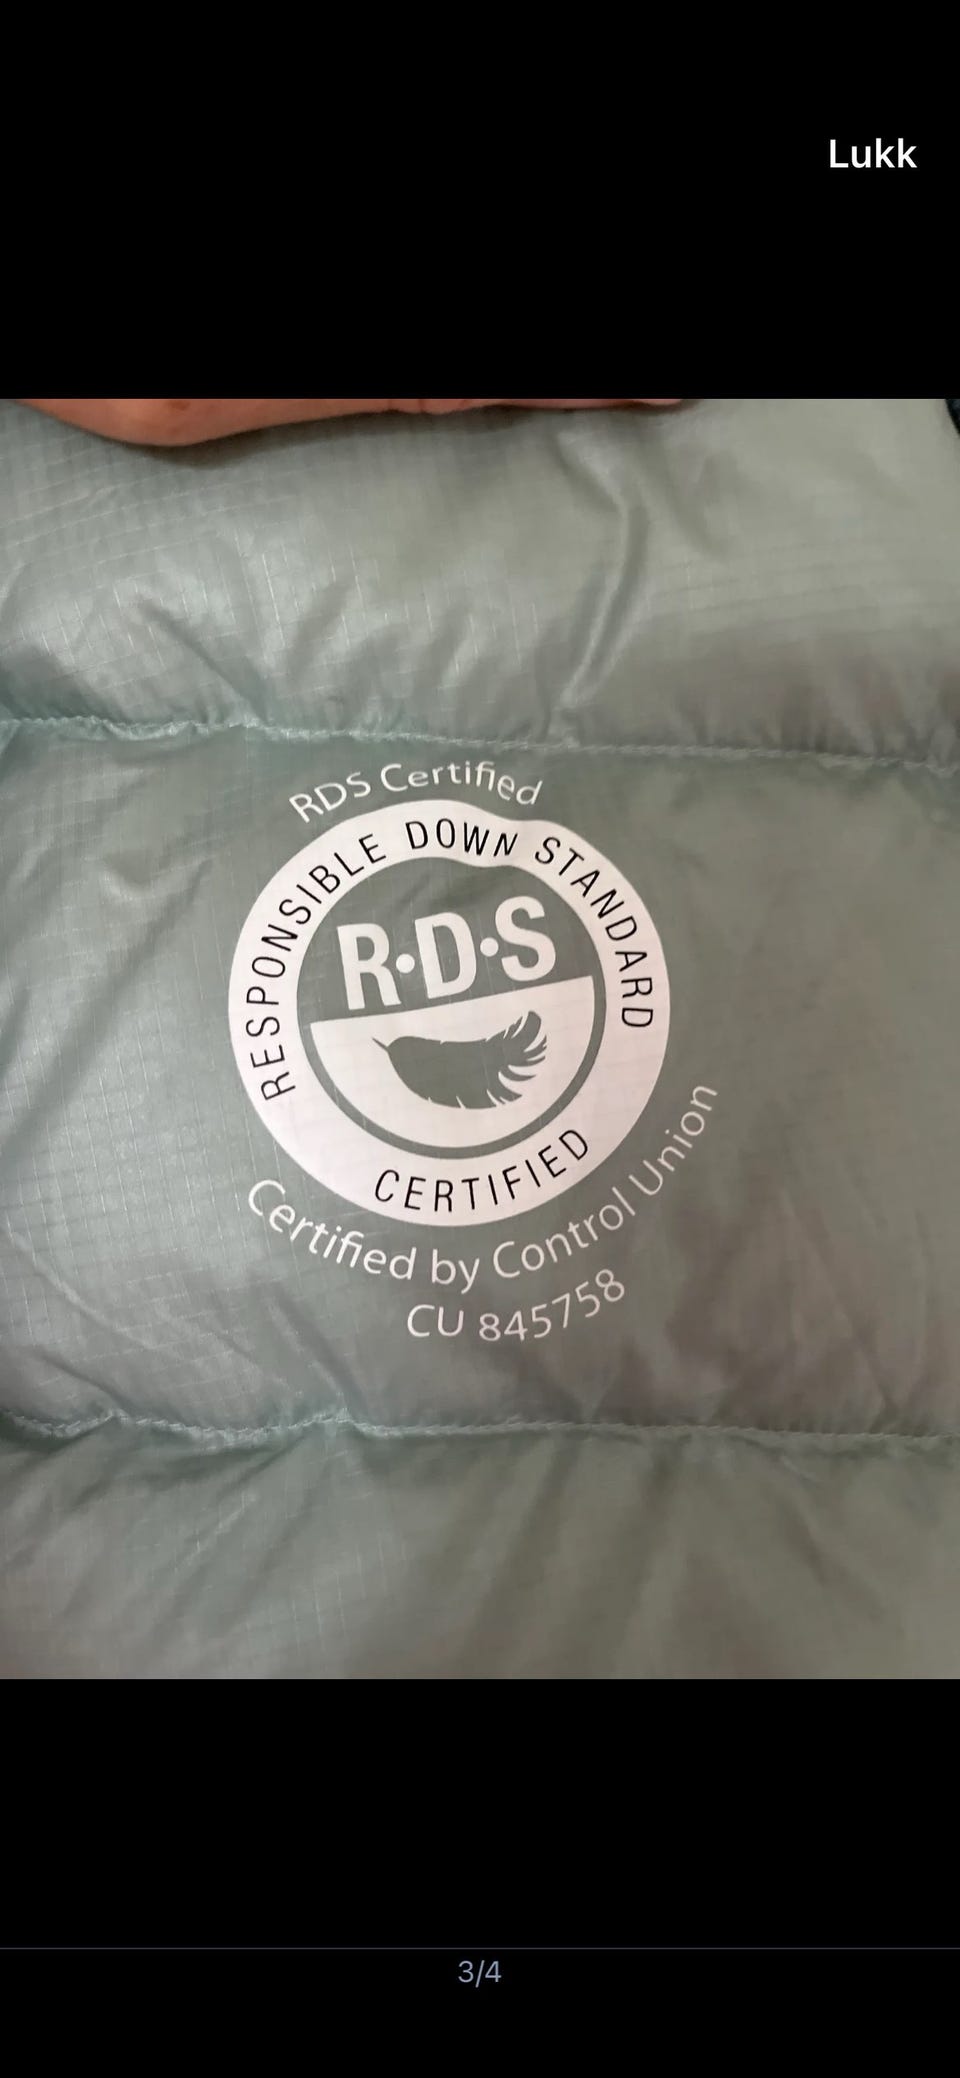 Lukk
RDS Certified
RESPONSIBLE DOWN STANDARD
R·D·S
CERTIFIED
Certified by Control Union
CU 845758
3/4